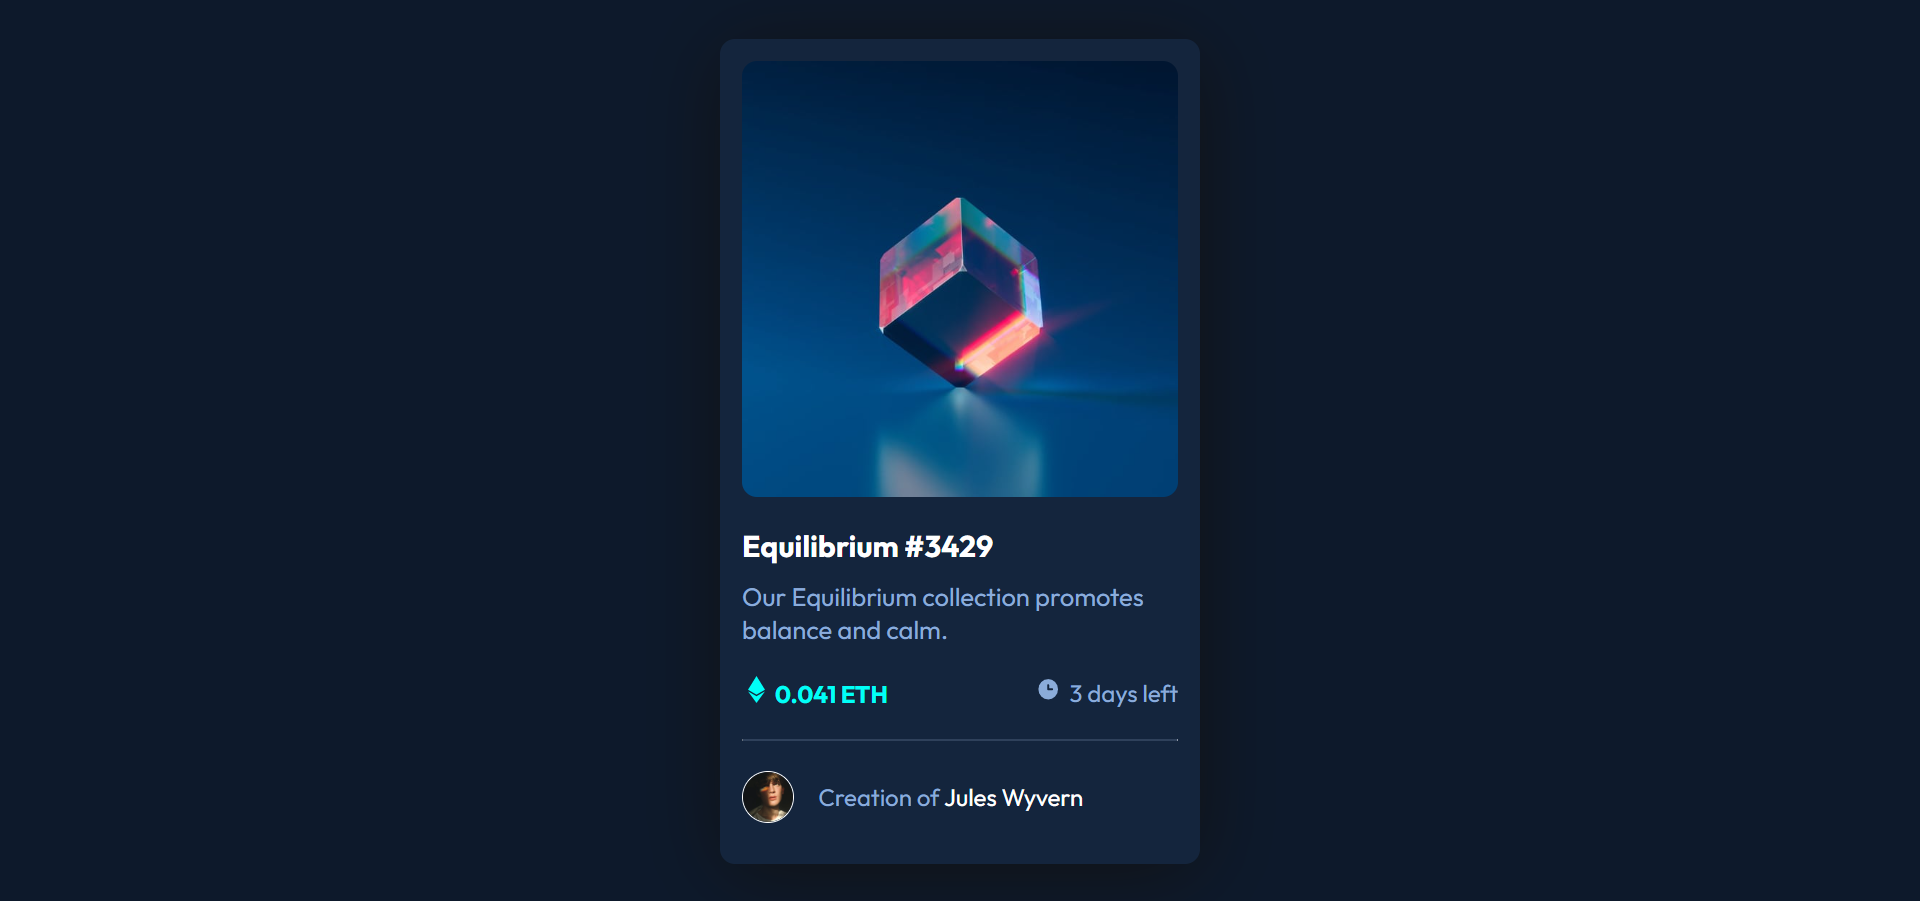 Equilibrium #3429
Our Equilibrium collection promotes
balance and calm.
0.041 ETH
3 days left
Creation of Jules Wyvern